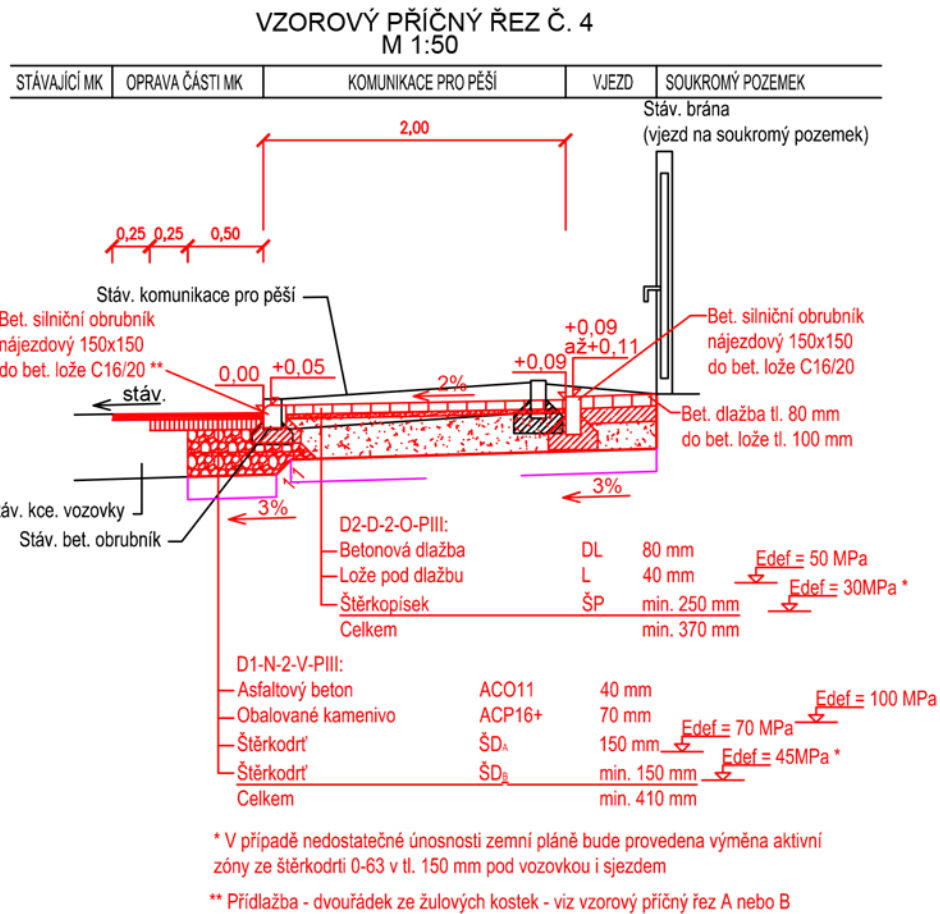 VZOROVÝ PŘÍČNÝ ŘEZ Č. 4
M 1:50
STÁVAJÍCÍ MK
OPRAVA ČÁSTI MK
KOMUNIKACE PRO PĚŠÍ
VJEZD
SOUKROMÝ POZEMEK
Stáv. brána
(vjezd na soukromý pozemek)
2,00
0,25
0,25
0,50
Stáv. komunikace pro pěší
Bet. silniční obrubník
nájezdový 150x150
do bet. lože C16/20 **
0,00
+0,05
+0,09
+0,09
až+0,11
Bet. silniční obrubník
nájezdový 150x150
do bet. lože C16/20
stáv.
2%
Bet. dlažba tl. 80 mm
do bet. lože tl. 100 mm
kce. vozovky
Stáv. bet. obrubník
3%
3%
D2-D-2-O-PIII:
Betonová dlažba DL 80 mm
Lože pod dlažbu L 40 mm
Štěrkopísek ŠP min. 250 mm
Celkem min. 370 mm
Edef = 50 MPa
Edef = 30MPa *
D1-N-2-V-PIII:
Asfaltový beton ACO11 40 mm
Obalované kamenivo ACP16+ 70 mm
Štěrkodrť ŠDA 150 mm
Štěrkodrť ŠDB min. 150 mm
Celkem min. 410 mm
Edef = 100 MPa
Edef = 70 MPa
Edef = 45MPa *
* V případě nedostatečné únosnosti zemní pláně bude provedena výměna aktivní
zóny ze štěrkodrti 0-63 v tl. 150 mm pod vozovkou i sjezdem
** Přídlažba - dvouřádek ze žulových kostek - viz vzorový příčný řez A nebo B